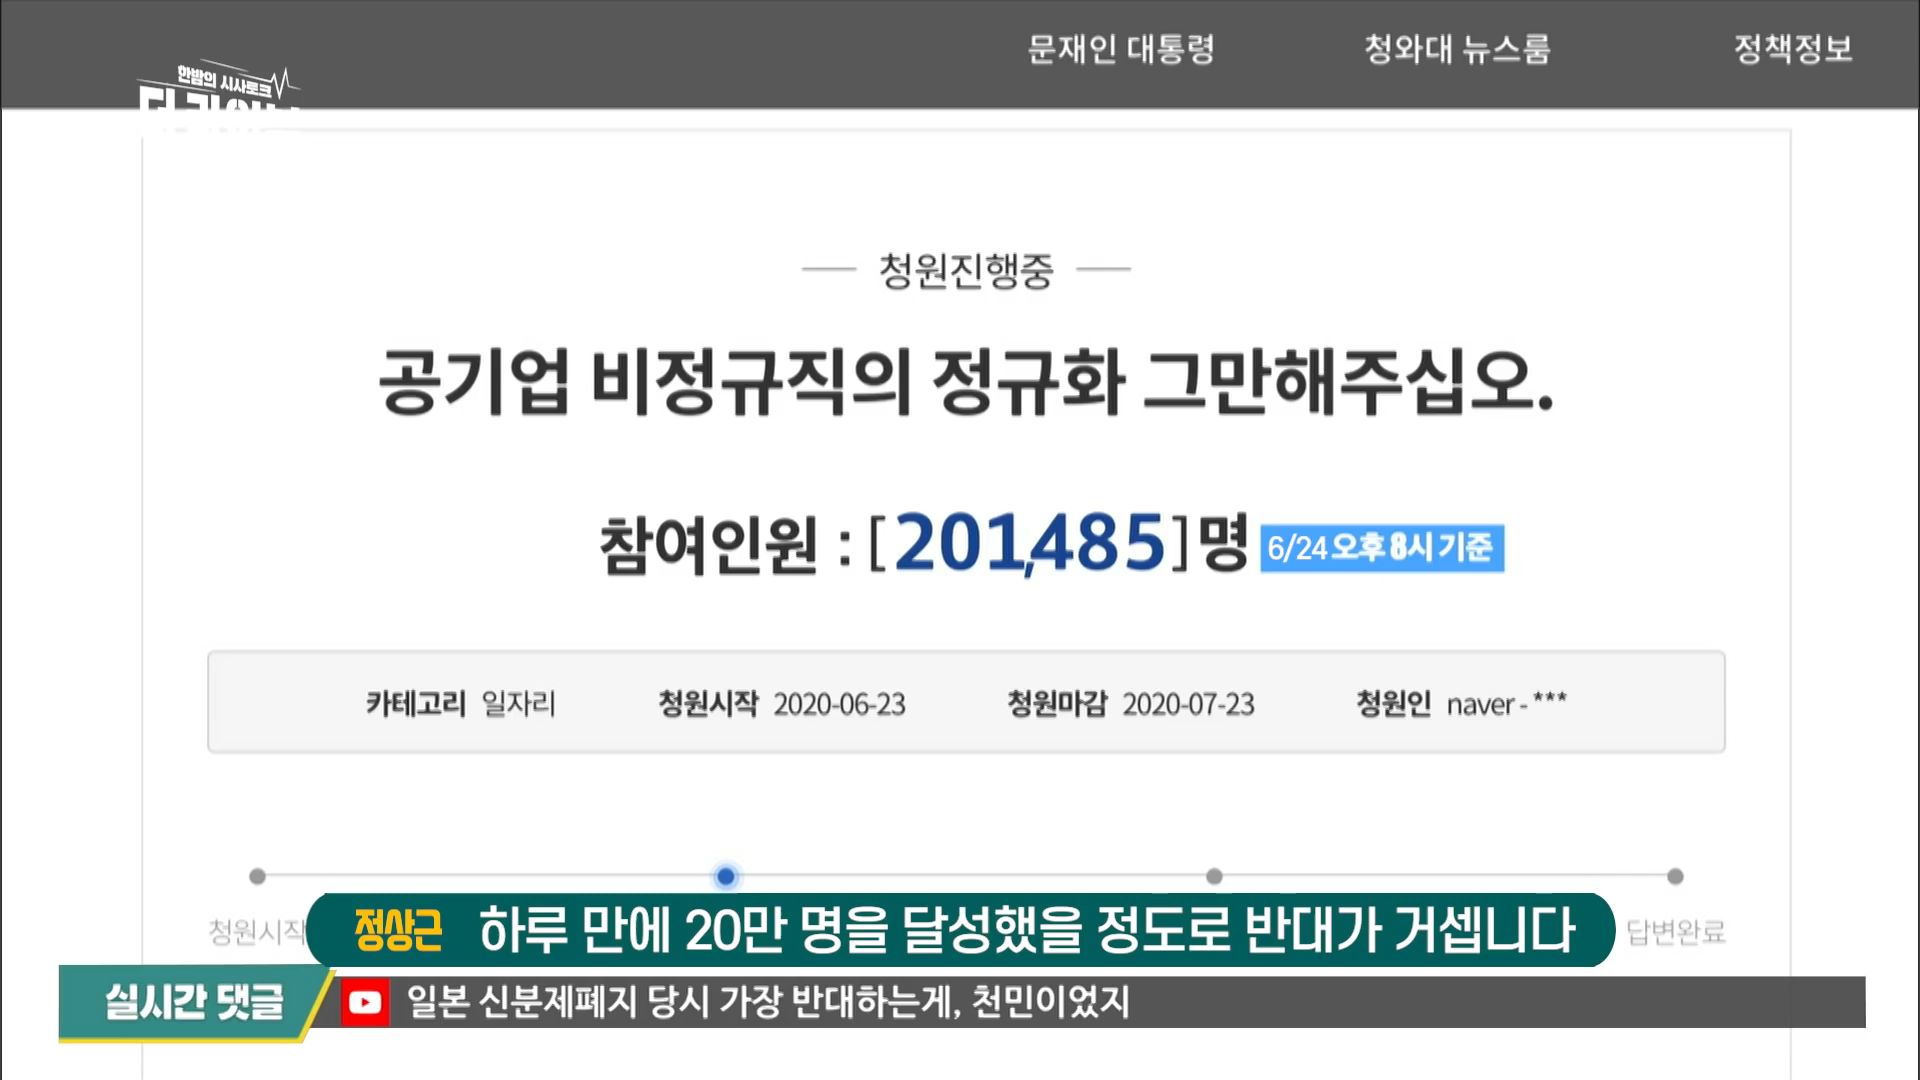 문재인 대통령
청와대 뉴스룸
정책정보
한밤의 시사토크
청원진행중
공기업 비정규직의 정규화 그만해주십오.
참여인원 : [201,485]명 6/24 오후 8시 기준
카테고리 일자리
청원시작 2020-06-23
청원마감 2020-07-23
청원인 naver - ***
청원시작
답변완료
정상근 하루 만에 20만 명을 달성했을 정도로 반대가 거셉니다
실시간 댓글
일본 신분제폐지 당시 가장 반대하는게, 천민이었지